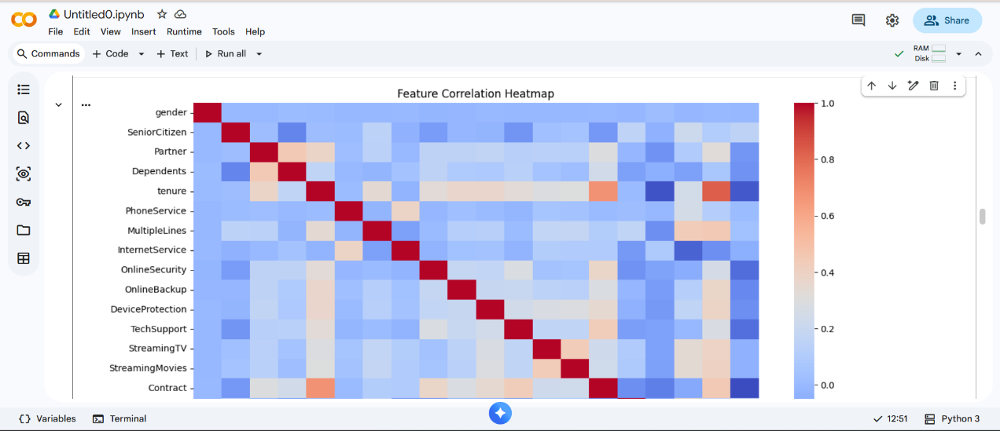 Untitled0.ipynb
File Edit View Insert Runtime Tools Help
Share
Commands + Code + Text Run all
RAM
Disk
Feature Correlation Heatmap
gender
SeniorCitizen
Partner
Dependents
tenure
PhoneService
MultipleLines
InternetService
OnlineSecurity
OnlineBackup
DeviceProtection
TechSupport
StreamingTV
StreamingMovies
Contract
1.0
0.8
0.6
0.4
0.2
0.0
{} Variables Terminal
12:51 Python 3